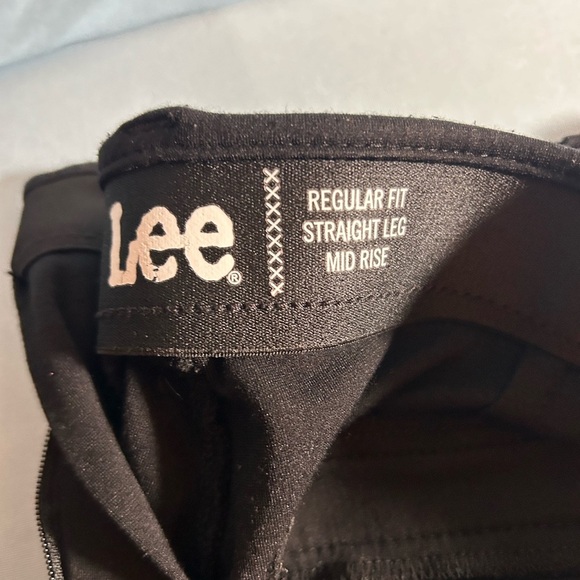 Lee®
REGULAR FIT
STRAIGHT LEG
MID RISE